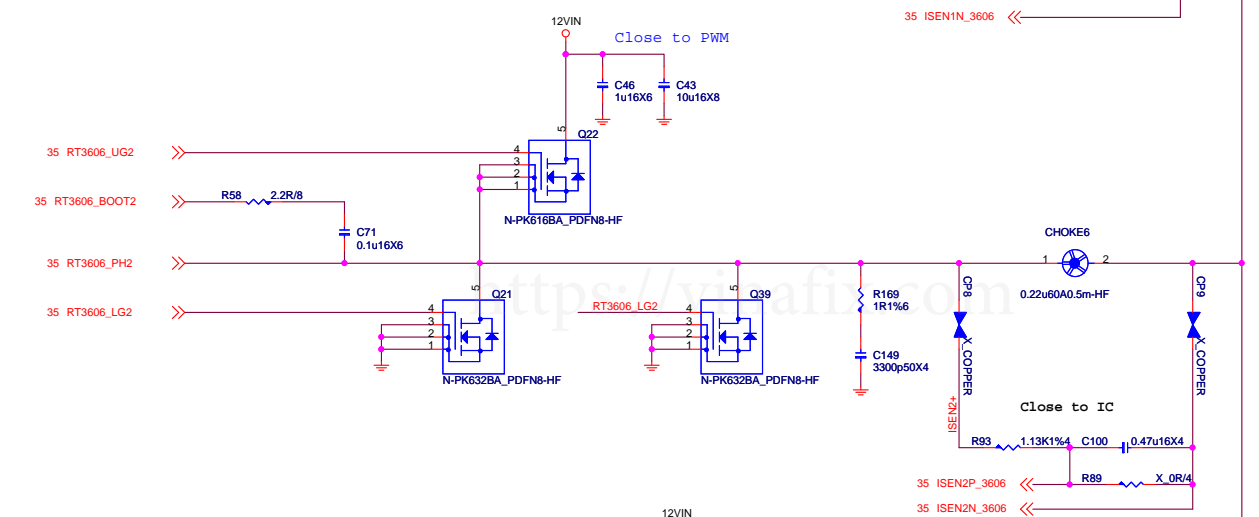 12VIN
35 ISEN1N_3606
Close to PWM
C46
1u16X6
C43
10u16X8
5
Q22
35 RT3606_UG2
4
3
2
1
35 RT3606_BOOT2
R58
2.2R/8
N-PK616BA_PDFN8-HF
C71
0.1u16X6
CHOKE6
35 RT3606_PH2
1
2
https://vinafix.com
5
Q21
5
Q39
R169
1R1%6
CP8
0.22u60A0.5m-HF
CP9
35 RT3606_LG2
4
3
2
1
RT3606_LG2
4
3
2
1
X_COPPER
X_COPPER
C149
3300p50X4
N-PK632BA_PDFN8-HF
N-PK632BA_PDFN8-HF
ISEN2+
Close to IC
R93
1.13K1%4
C100
0.47u16X4
35 ISEN2P_3606
R89
X_0R/4
35 ISEN2N_3606
12VIN